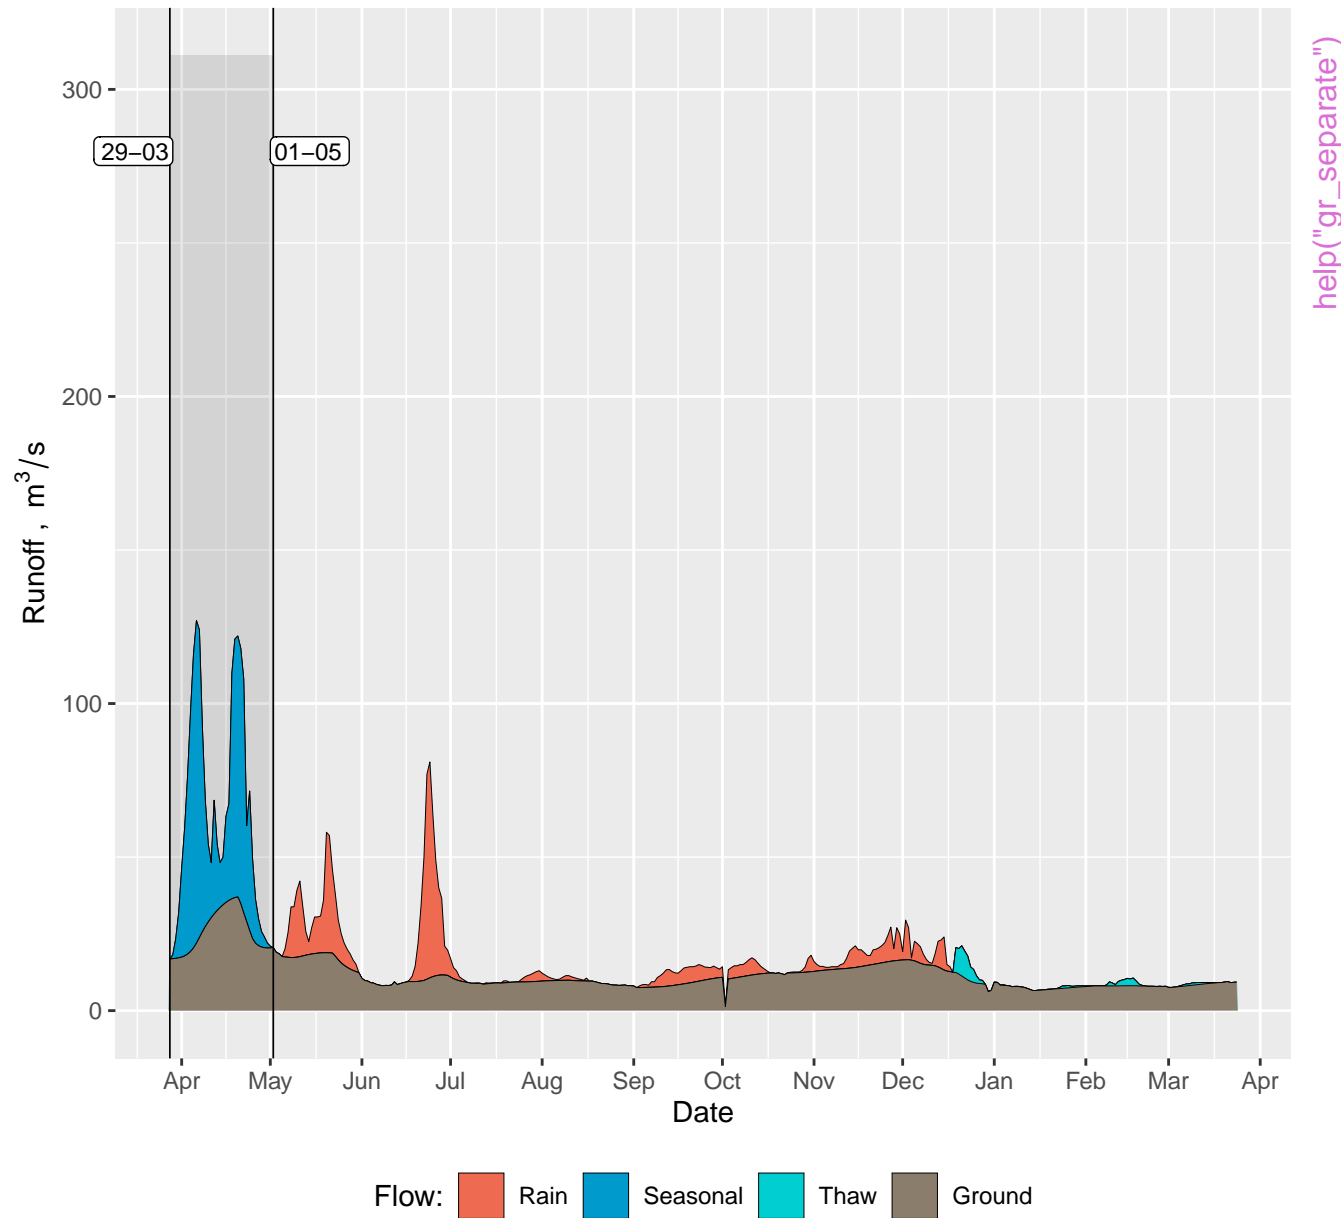 300
200
100
0
Runoff , m³/s
29−03
01−05
help("gr_separate")
Apr May Jun Jul Aug Sep Oct Nov Dec Jan Feb Mar Apr
Date
Flow: Rain Seasonal Thaw Ground